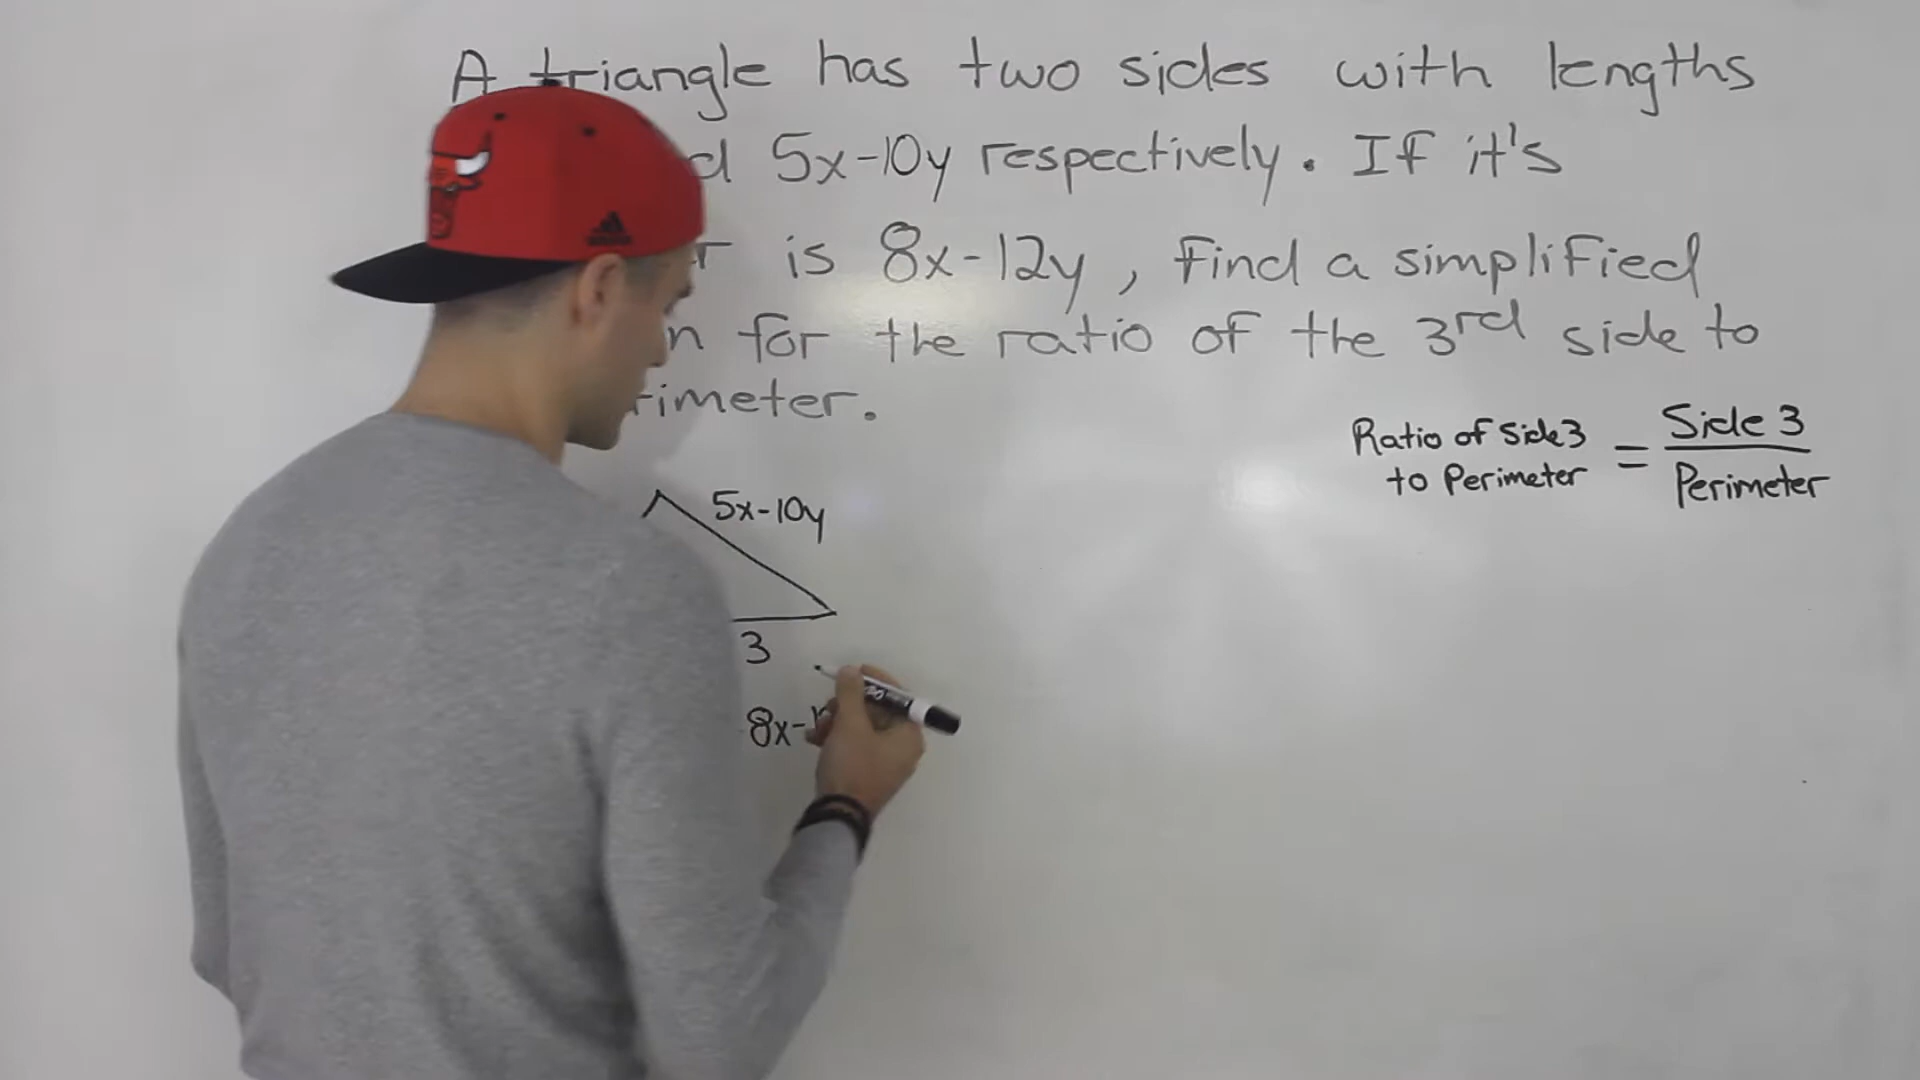 A triangle has two sides with lengths
5x-10y respectively. If it's
is 8x-12y, find a simplified
for the ratio of the 3rd side to
Ratio of Side 3 = Side 3
to Perimeter Perimeter
5x-10y
3
8x-
adidas